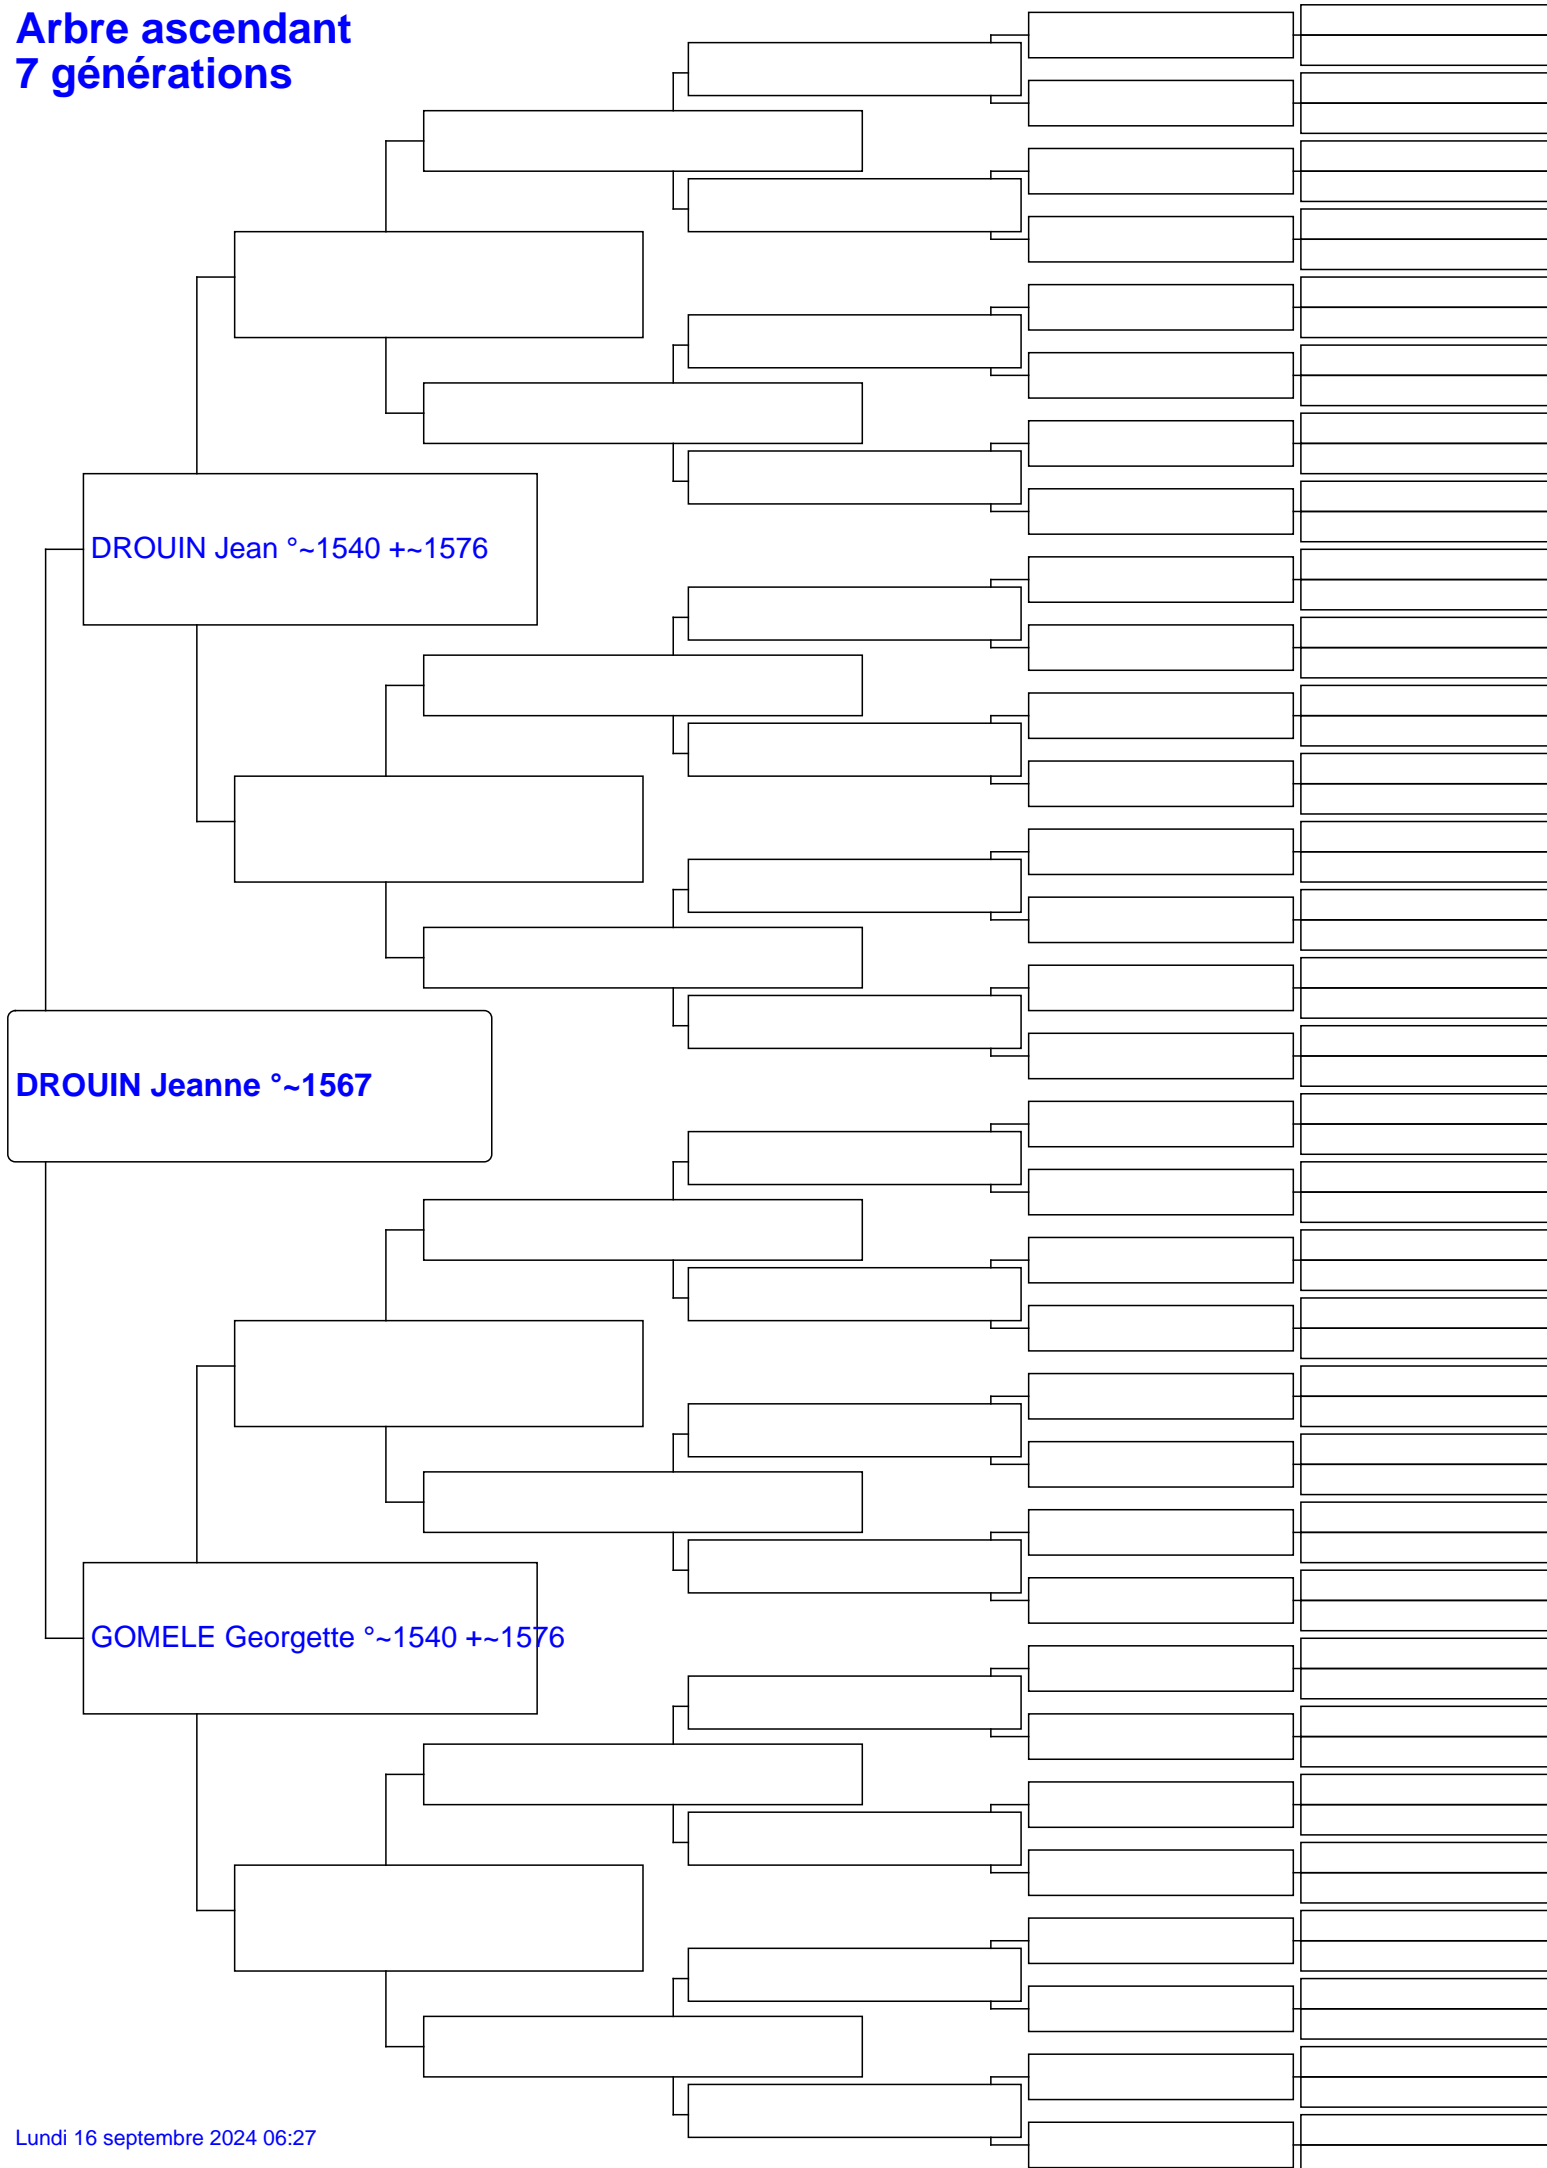 Arbre ascendant
7 générations
DROUIN Jean °~1540 +~1576
DROUIN Jeanne °~1567
GOMELE Georgette °~1540 +~1576
Lundi 16 septembre 2024 06:27